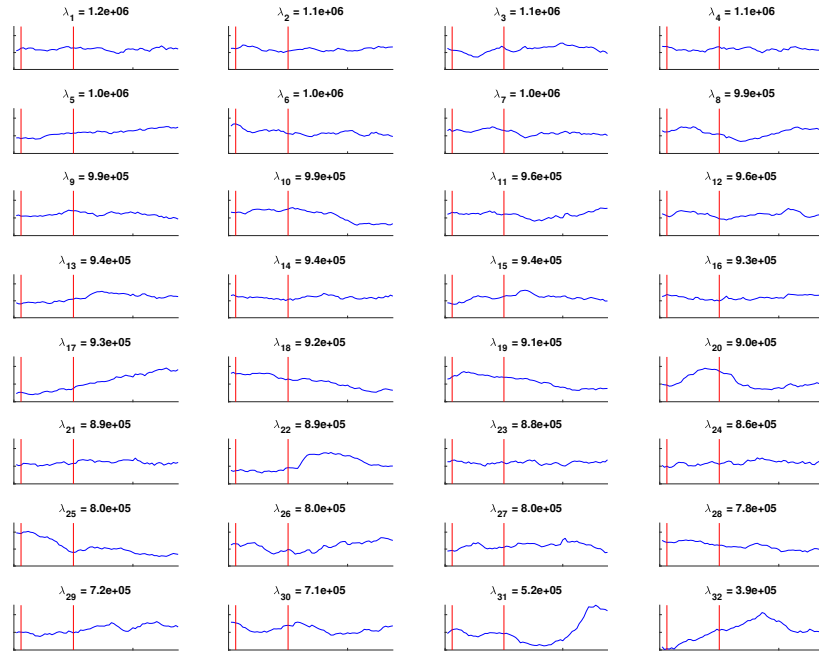 λ1 = 1.2e+06 λ2 = 1.1e+06 λ3 = 1.1e+06 λ4 = 1.1e+06
λ5 = 1.0e+06 λ6 = 1.0e+06 λ7 = 1.0e+06 λ8 = 9.9e+05
λ9 = 9.9e+05 λ10 = 9.9e+05 λ11 = 9.6e+05 λ12 = 9.6e+05
λ13 = 9.4e+05 λ14 = 9.4e+05 λ15 = 9.4e+05 λ16 = 9.3e+05
λ17 = 9.3e+05 λ18 = 9.2e+05 λ19 = 9.1e+05 λ20 = 9.0e+05
λ21 = 8.9e+05 λ22 = 8.9e+05 λ23 = 8.8e+05 λ24 = 8.6e+05
λ25 = 8.0e+05 λ26 = 8.0e+05 λ27 = 8.0e+05 λ28 = 7.8e+05
λ29 = 7.2e+05 λ30 = 7.1e+05 λ31 = 5.2e+05 λ32 = 3.9e+05